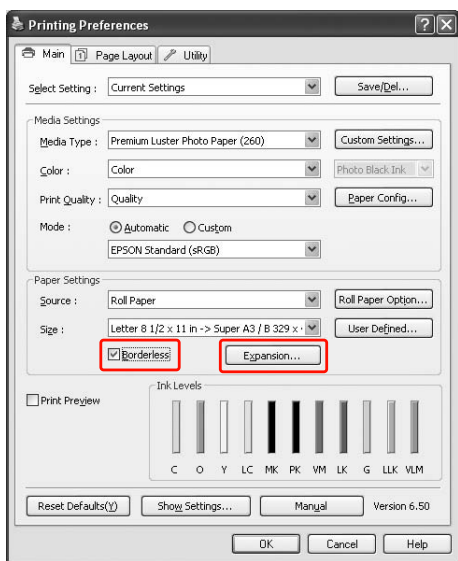 Printing Preferences
Main Page Layout Utility
Select Setting : Current Settings Save/Del...
Media Settings
Media Type : Premium Luster Photo Paper (260) Custom Settings...
Color : Color Photo Black Ink
Print Quality : Quality Paper Config...
Mode : Automatic Custom
EPSON Standard (sRGB)
Paper Settings
Source : Roll Paper Roll Paper Option...
Size : Letter 8 1/2 x 11 in -> Super A3 / B 329 x User Defined...
Borderless Expansion...
Print Preview
Ink Levels
C O Y LC MK PK VM LK G LLK VLM
Reset Defaults(Y) Show Settings... Manual Version 6.50
OK Cancel Help